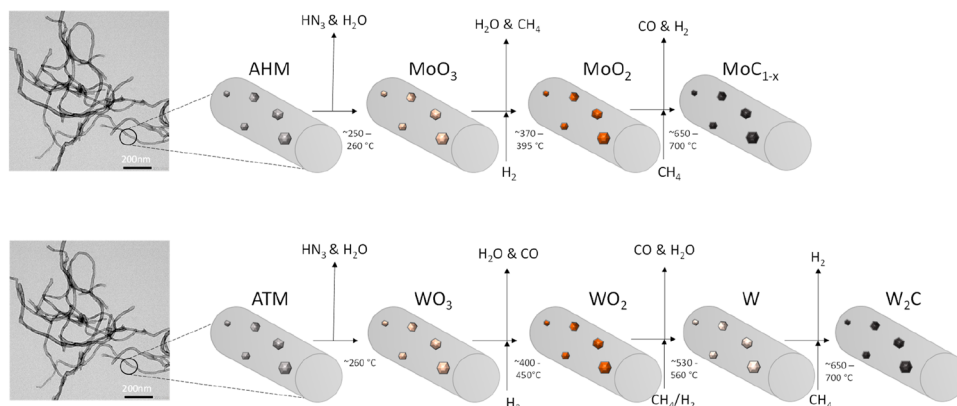 HN3 & H2O
H2O & CH4
CO & H2
AHM
MoO3
MoO2
MoC1-x
~250 –
260 °C
~370 –
395 °C
~650 –
700 °C
H2
CH4
200nm
HN3 & H2O
H2O & CO
CO & H2O
H2
ATM
WO3
WO2
W
W2C
~260 °C
~400 -
450°C
~530 -
560 °C
~650 –
700 °C
H2
CH4/H2
CH4
200nm